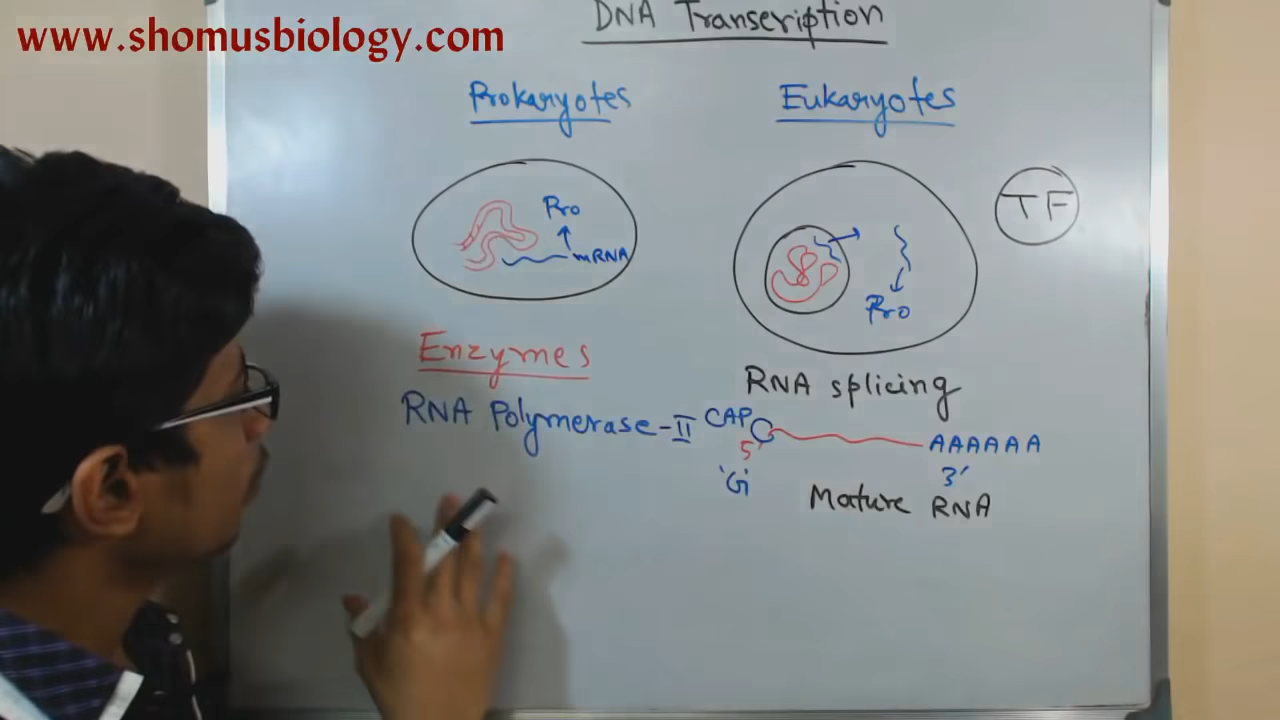 www.shomusbiology.com
DNA Transcription
Prokaryotes
Eukaryotes
TF
Pro
mRNA
Pro
Enzymes
RNA Polymerase-II
RNA splicing
CAP
AAAAAA
5'
3'
'G'
Mature RNA